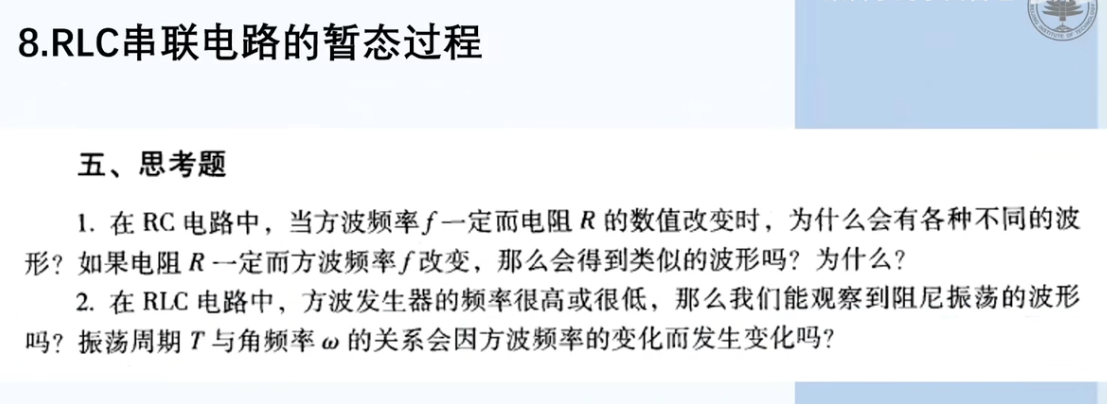 8.RLC串联电路的暂态过程
五、思考题
1. 在 RC 电路中，当方波频率 f 一定而电阻 R 的数值改变时，为什么会有各种不同的波
形？如果电阻 R 一定而方波频率 f 改变，那么会得到类似的波形吗？为什么？
2. 在 RLC 电路中，方波发生器的频率很高或很低，那么我们能观察到阻尼振荡的波形
吗？振荡周期 T 与角频率 ω 的关系会因方波频率的变化而发生变化吗？